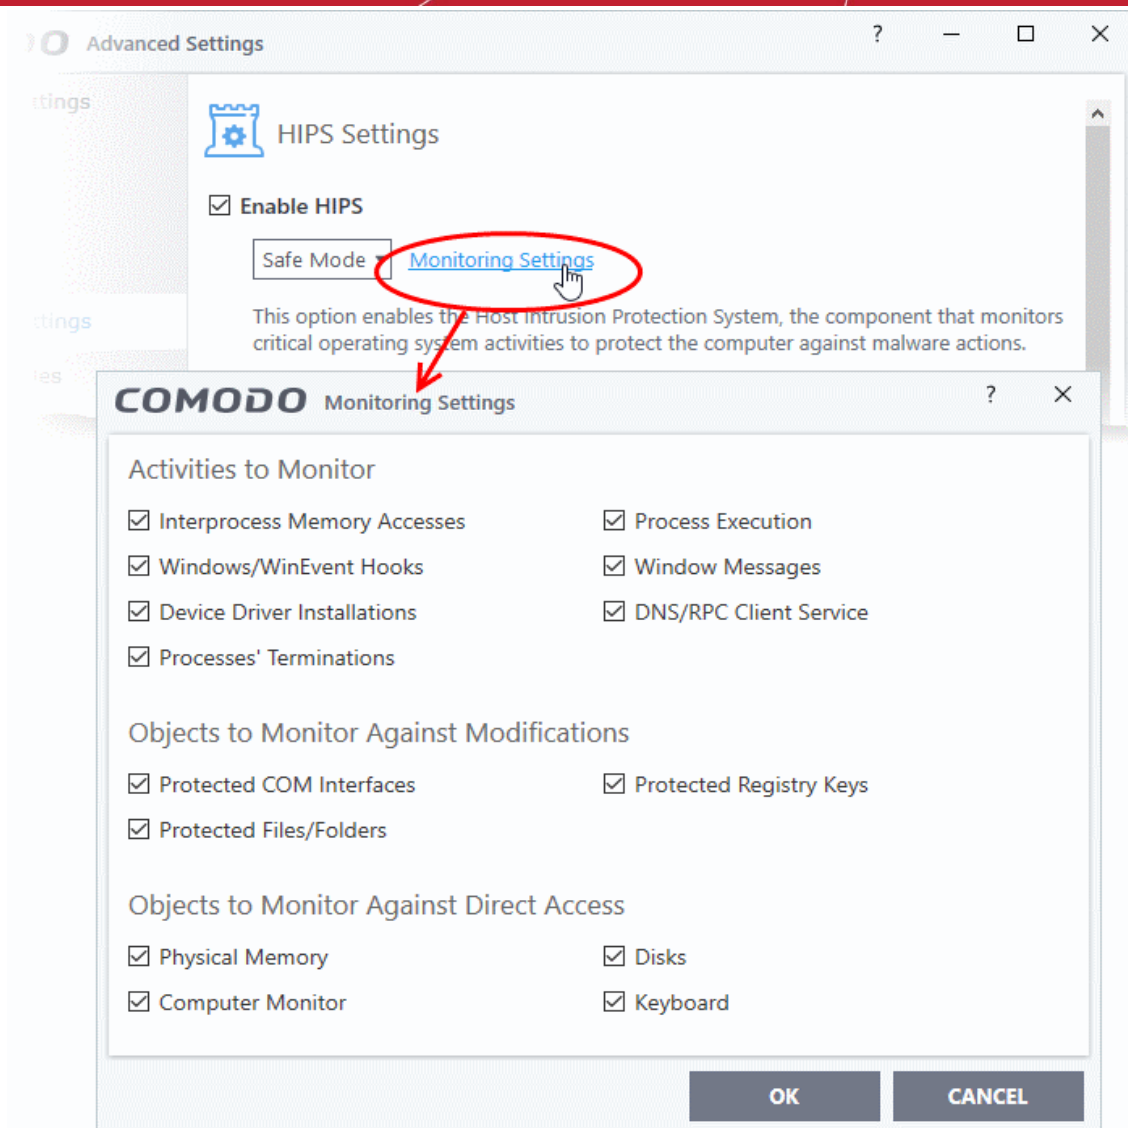 Advanced Settings
?
ttings
HIPS Settings
Enable HIPS
Safe Mode Monitoring Settings
This option enables the Host Intrusion Protection System, the component that monitors
critical operating system activities to protect the computer against malware actions.
ttings
COMODO Monitoring Settings
?
Activities to Monitor
Interprocess Memory Accesses Process Execution
Windows/WinEvent Hooks Window Messages
Device Driver Installations DNS/RPC Client Service
Processes' Terminations
Objects to Monitor Against Modifications
Protected COM Interfaces Protected Registry Keys
Protected Files/Folders
Objects to Monitor Against Direct Access
Physical Memory Disks
Computer Monitor Keyboard
OK CANCEL